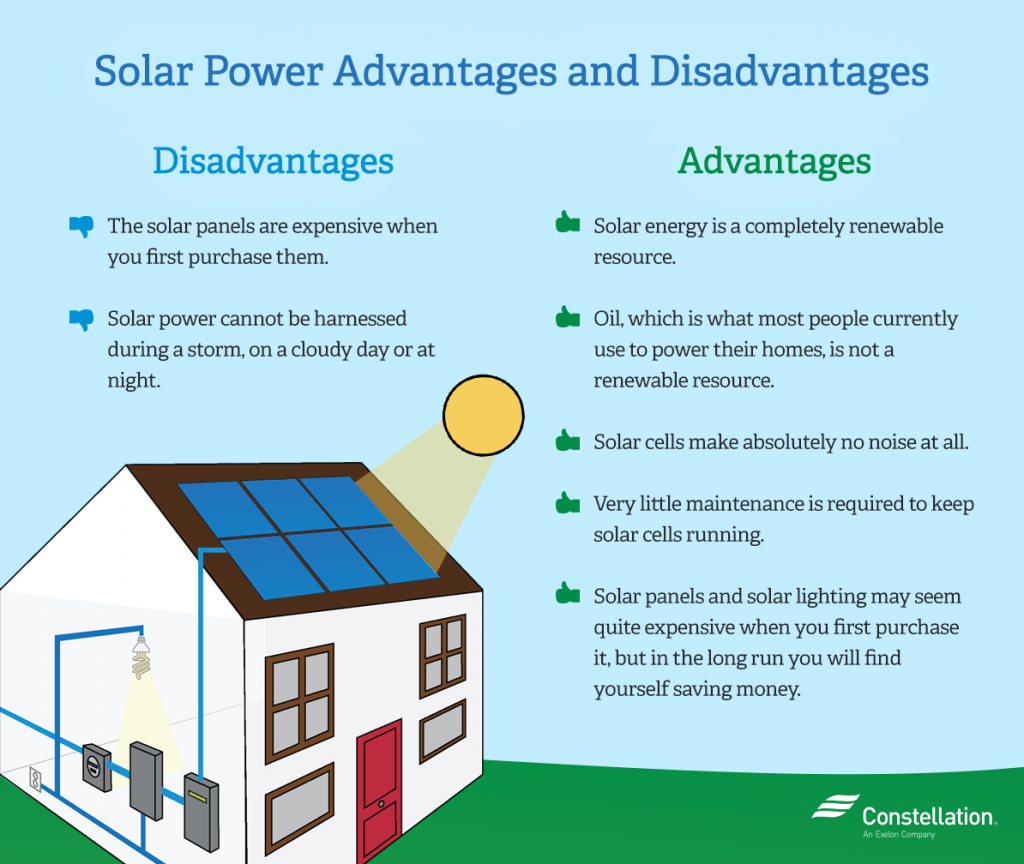 Solar Power Advantages and Disadvantages
Disadvantages
The solar panels are expensive when
you first purchase them.
Solar power cannot be harnessed
during a storm, on a cloudy day or at
night.
Advantages
Solar energy is a completely renewable
resource.
Oil, which is what most people currently
use to power their homes, is not a
renewable resource.
Solar cells make absolutely no noise at all.
Very little maintenance is required to keep
solar cells running.
Solar panels and solar lighting may seem
quite expensive when you first purchase
it, but in the long run you will find
yourself saving money.
Constellation®
An Exelon Company